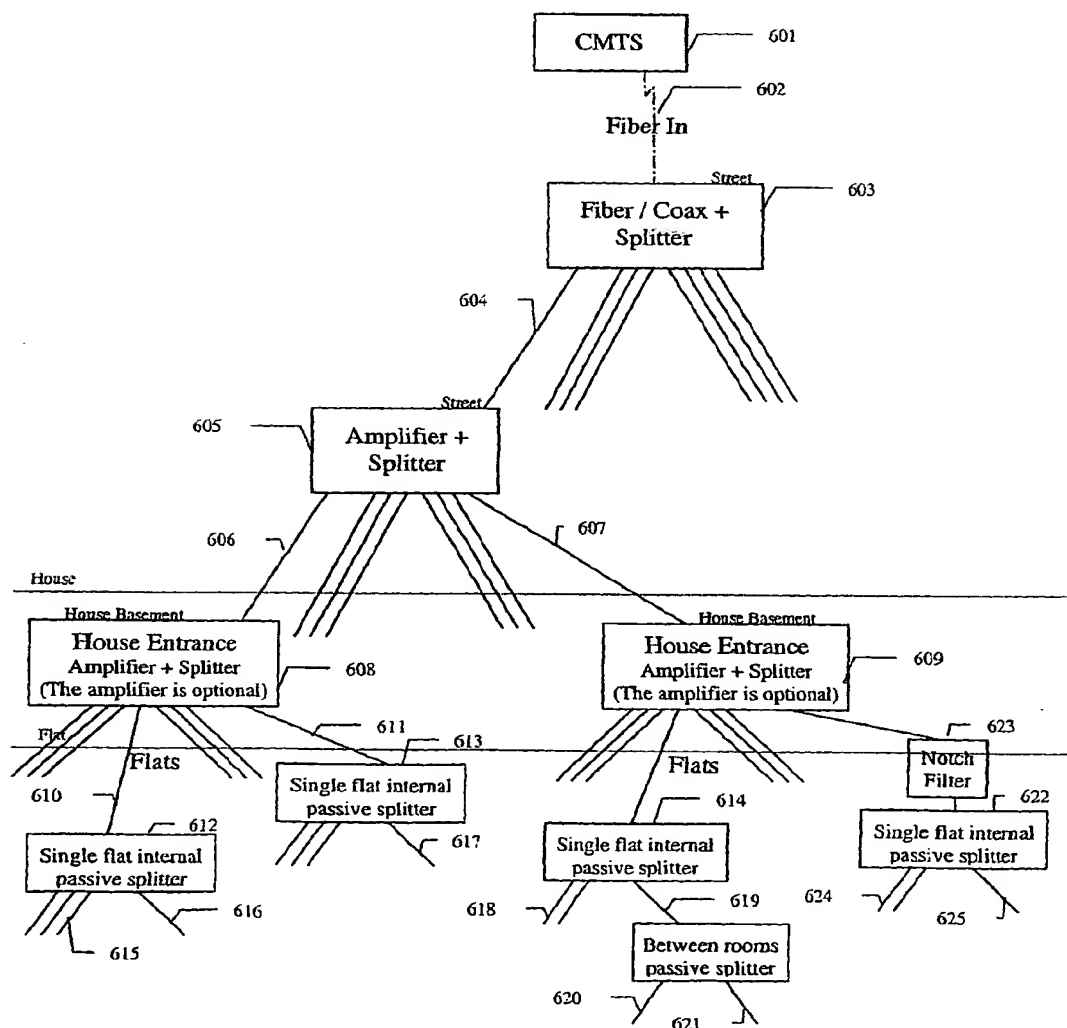 CMTS
601
602
Fiber In
Street
603
Fiber / Coax +
Splitter
604
Street
605
Amplifier +
Splitter
606
607
House
House Basement
House Entrance
Amplifier + Splitter
(The amplifier is optional)
608
House Basement
House Entrance
Amplifier + Splitter
(The amplifier is optional)
609
611
613
623
Flat
Flats
Flats
Notch
Filter
610
Single flat internal
passive splitter
614
622
612
Single flat internal
passive splitter
617
Single flat internal
passive splitter
Single flat internal
passive splitter
616
615
618
619
624
625
Between rooms
passive splitter
620
621